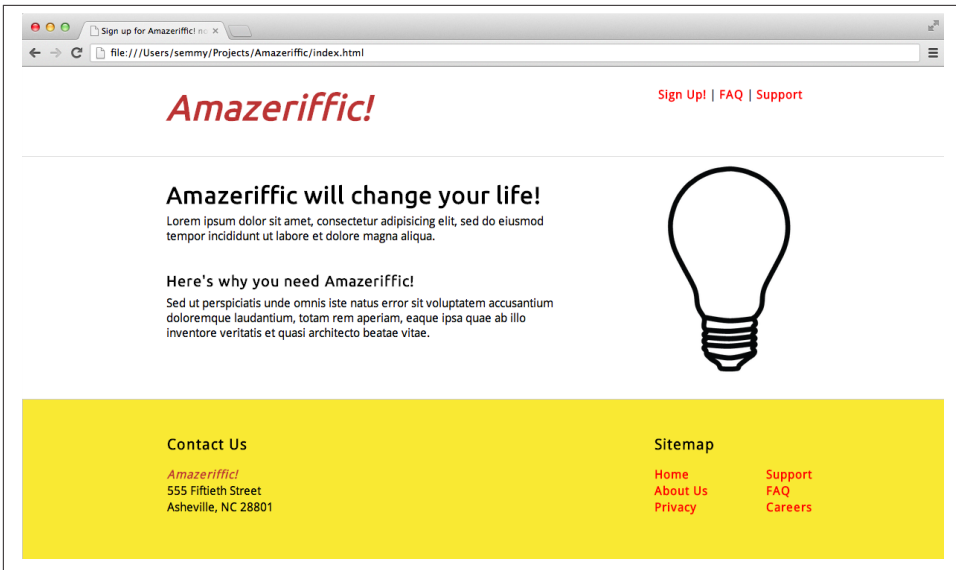 Sign up for Amazeriffic! no
file:///Users/semmy/Projects/Amazeriffic/index.html
Amazeriffic!
Sign Up! | FAQ | Support
Amazeriffic will change your life!
Lorem ipsum dolor sit amet, consectetur adipisicing elit, sed do eiusmod
tempor incididunt ut labore et dolore magna aliqua.
Here's why you need Amazeriffic!
Sed ut perspiciatis unde omnis iste natus error sit voluptatem accusantium
doloremque laudantium, totam rem aperiam, eaque ipsa quae ab illo
inventore veritatis et quasi architecto beatae vitae.
Contact Us
Amazeriffic!
555 Fiftieth Street
Asheville, NC 28801
Sitemap
Home
About Us
Privacy
Support
FAQ
Careers